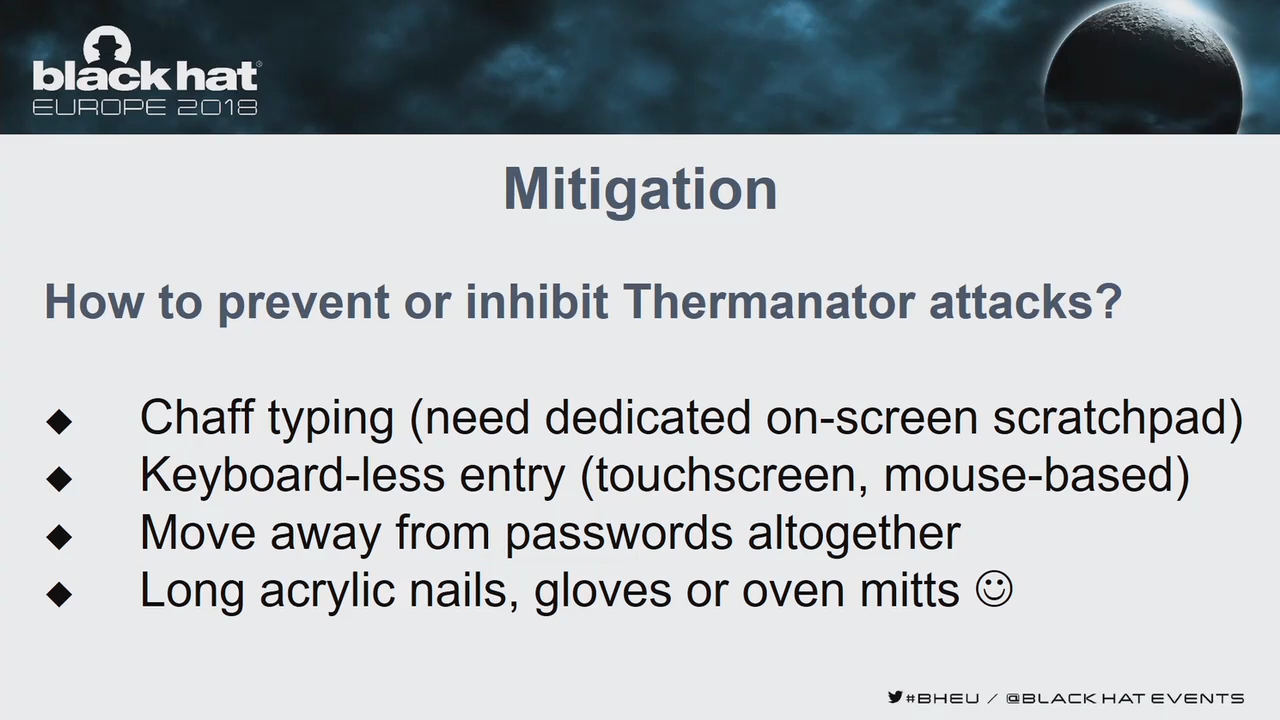 black hat®
EUROPE 2018
Mitigation
How to prevent or inhibit Thermanator attacks?
◆ Chaff typing (need dedicated on-screen scratchpad)
◆ Keyboard-less entry (touchscreen, mouse-based)
◆ Move away from passwords altogether
◆ Long acrylic nails, gloves or oven mitts ☺
#BHEU / @BLACK HAT EVENTS